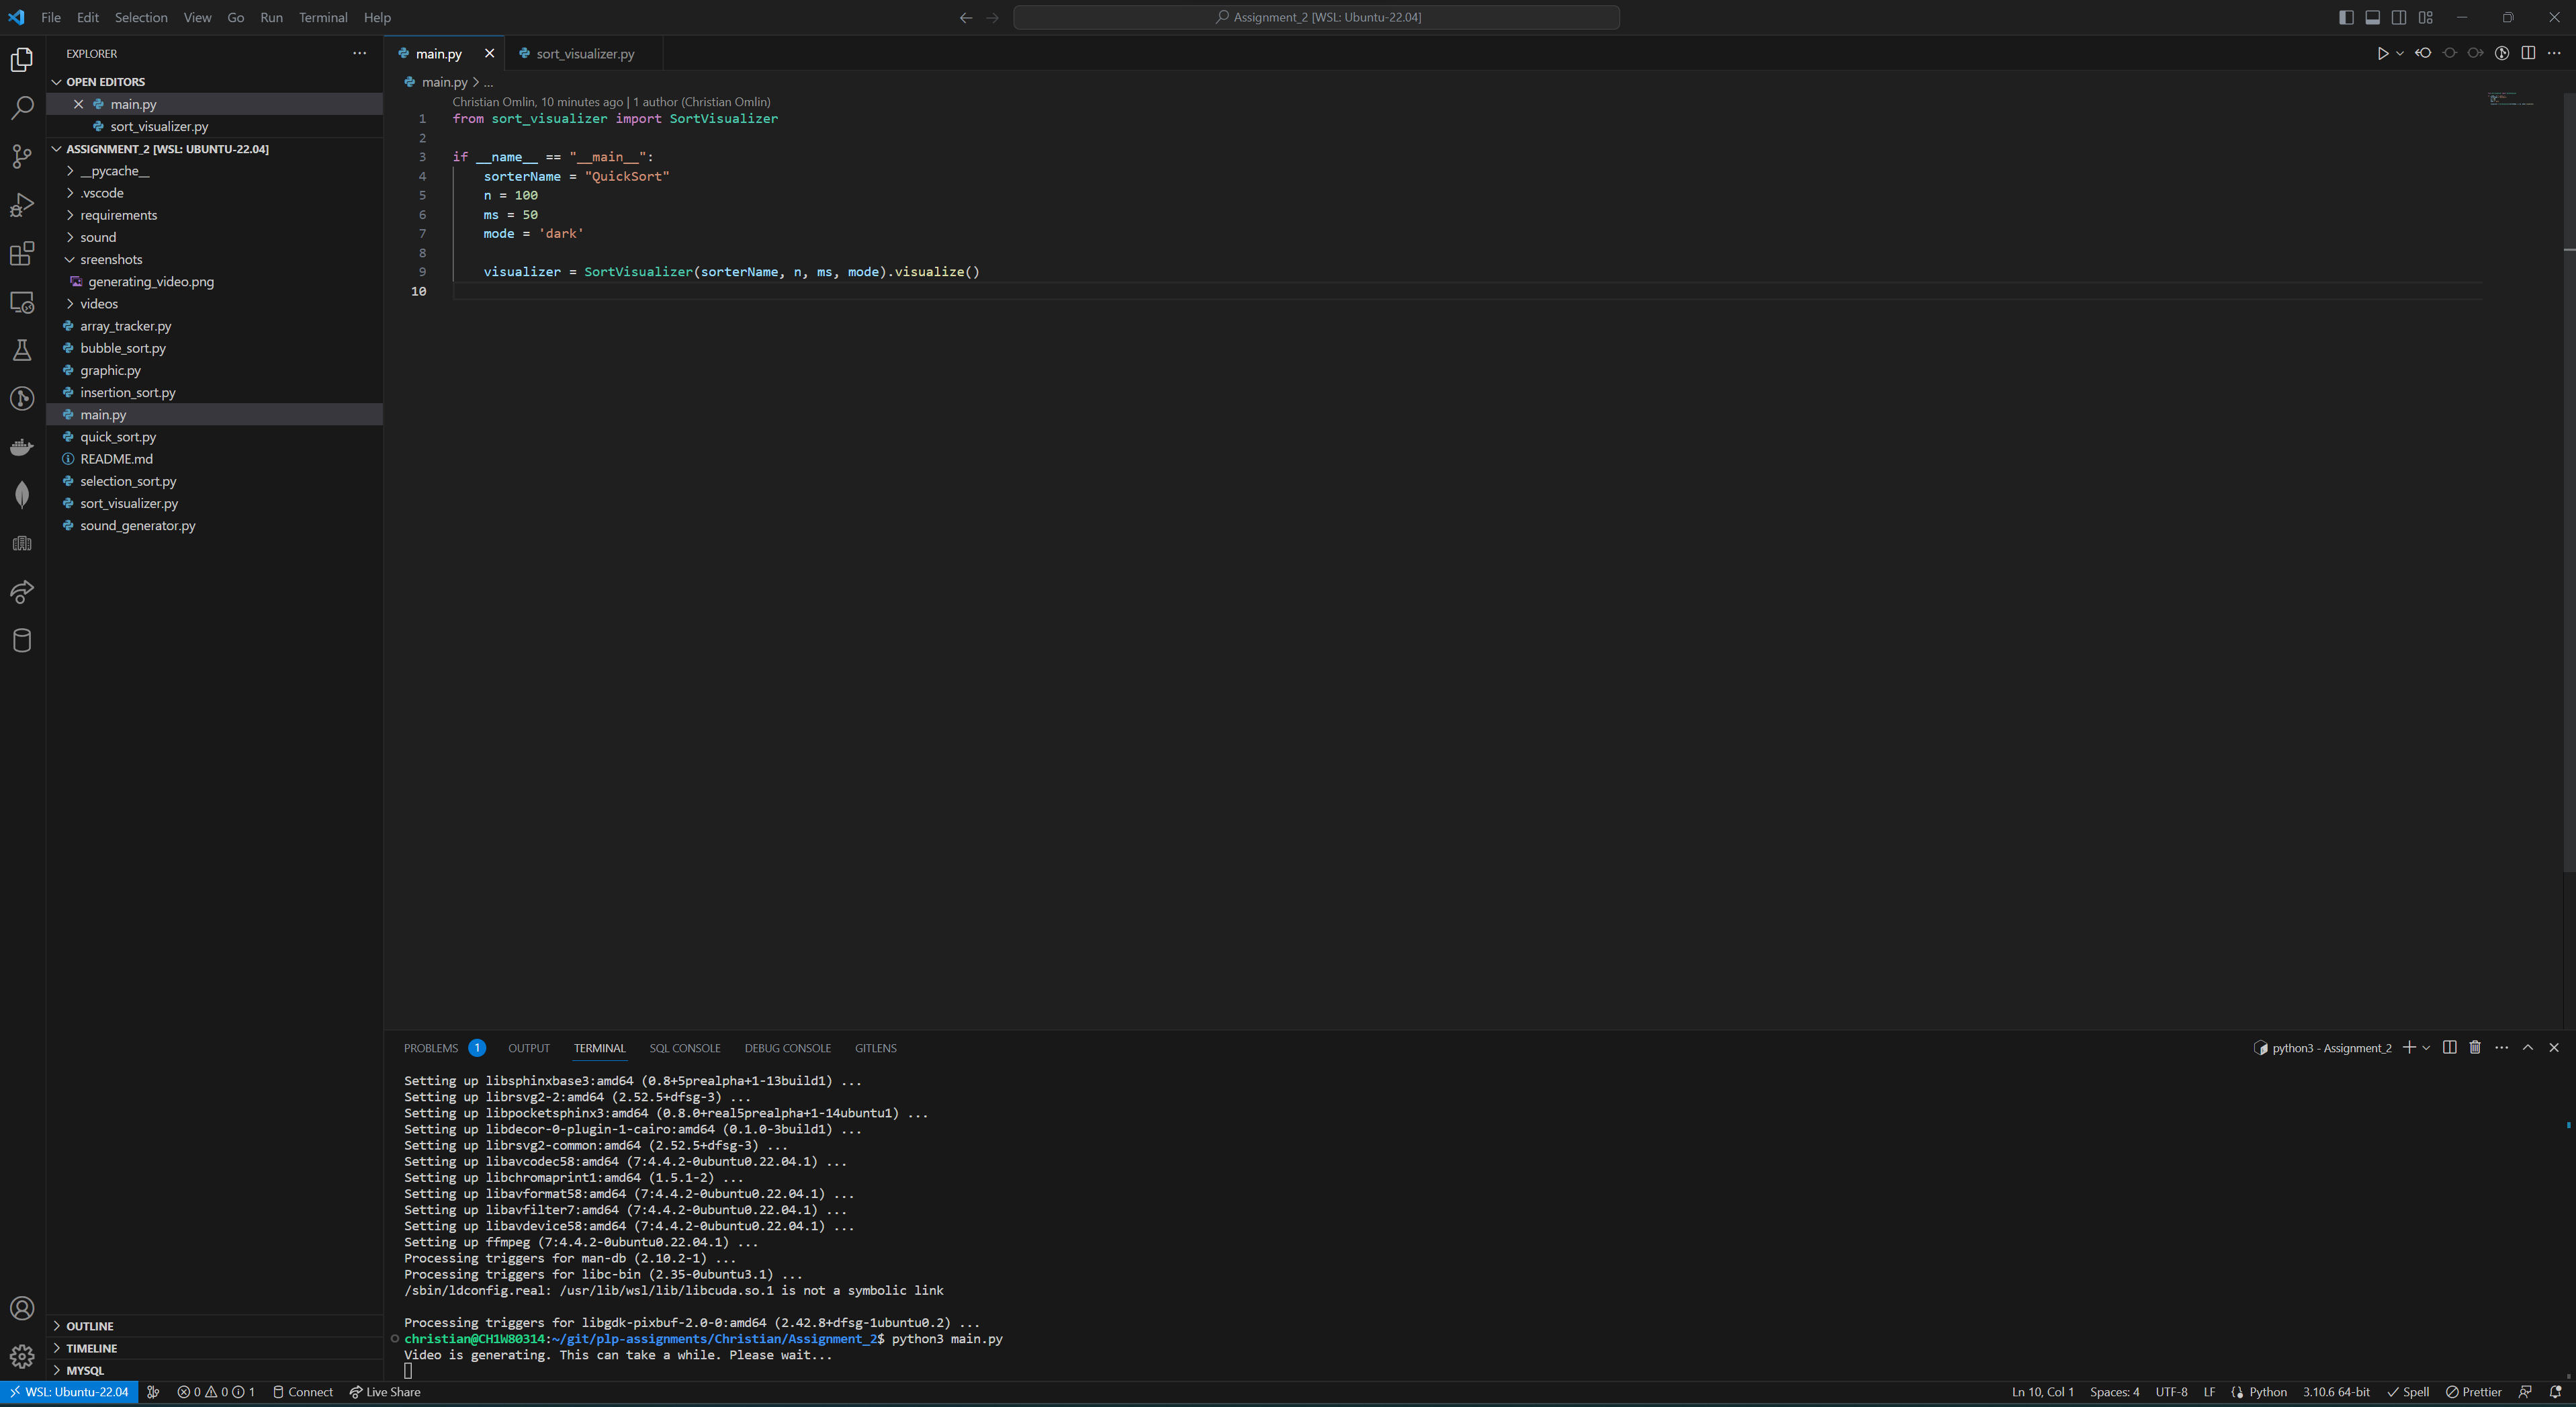 File Edit Selection View Go Run Terminal Help
Assignment_2 [WSL: Ubuntu-22.04]
EXPLORER
OPEN EDITORS
main.py
sort_visualizer.py
ASSIGNMENT_2 [WSL: UBUNTU-22.04]
__pycache__
.vscode
requirements
sound
sreenshots
generating_video.png
videos
array_tracker.py
bubble_sort.py
graphic.py
insertion_sort.py
main.py
quick_sort.py
README.md
selection_sort.py
sort_visualizer.py
sound_generator.py
OUTLINE
TIMELINE
MYSQL
main.py sort_visualizer.py
main.py > ...
Christian Omlin, 10 minutes ago | 1 author (Christian Omlin)
1 from sort_visualizer import SortVisualizer
2
3 if __name__ == "__main__":
4 sorterName = "QuickSort"
5 n = 100
6 ms = 50
7 mode = 'dark'
8
9 visualizer = SortVisualizer(sorterName, n, ms, mode).visualize()
10
PROBLEMS 1 OUTPUT TERMINAL SQL CONSOLE DEBUG CONSOLE GITLENS
python3 - Assignment_2
Setting up libsphinxbase3:amd64 (0.8+5prealpha+1-13build1) ...
Setting up librsvg2-2:amd64 (2.52.5+dfsg-3) ...
Setting up libpocketsphinx3:amd64 (0.8.0+real5prealpha+1-14ubuntu1) ...
Setting up libdecor-0-plugin-1-cairo:amd64 (0.1.0-3build1) ...
Setting up librsvg2-common:amd64 (2.52.5+dfsg-3) ...
Setting up libavcodec58:amd64 (7:4.4.2-0ubuntu0.22.04.1) ...
Setting up libchromaprint1:amd64 (1.5.1-2) ...
Setting up libavformat58:amd64 (7:4.4.2-0ubuntu0.22.04.1) ...
Setting up libavfilter7:amd64 (7:4.4.2-0ubuntu0.22.04.1) ...
Setting up libavdevice58:amd64 (7:4.4.2-0ubuntu0.22.04.1) ...
Setting up ffmpeg (7:4.4.2-0ubuntu0.22.04.1) ...
Processing triggers for man-db (2.10.2-1) ...
Processing triggers for libc-bin (2.35-0ubuntu3.1) ...
/sbin/ldconfig.real: /usr/lib/wsl/lib/libcuda.so.1 is not a symbolic link
Processing triggers for libgdk-pixbuf-2.0-0:amd64 (2.42.8+dfsg-1ubuntu0.2) ...
christian@CH1W80314:~/git/plp-assignments/Christian/Assignment_2$ python3 main.py
Video is generating. This can take a while. Please wait...
WSL: Ubuntu-22.04 0 0 1 Connect Live Share Ln 10, Col 1 Spaces: 4 UTF-8 LF Python 3.10.6 64-bit Spell Prettier